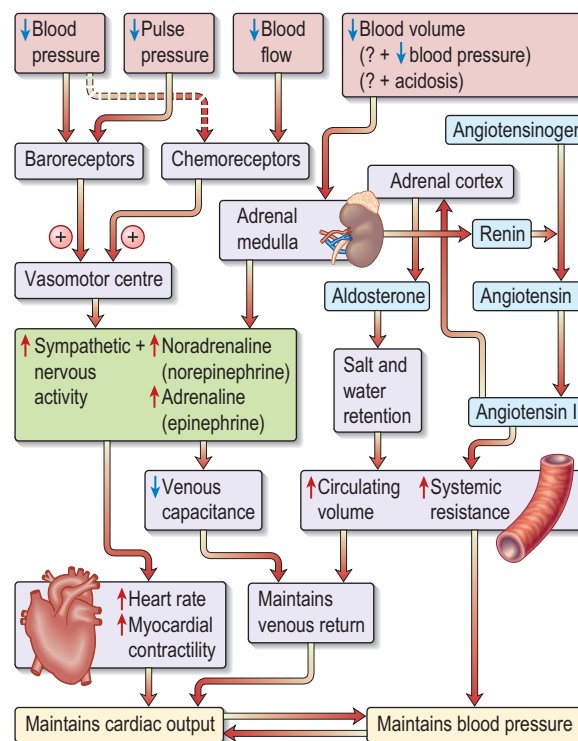 ↓Blood
pressure
↓Pulse
pressure
↓Blood
flow
↓Blood volume
(? + ↓ blood pressure)
(? + acidosis)
Angiotensinogen
Baroreceptors
Chemoreceptors
Adrenal cortex
Adrenal
medulla
Renin
+
+
Vasomotor centre
Aldosterone
Angiotensin
↑Sympathetic +
nervous
activity
↑Noradrenaline
(norepinephrine)
↑Adrenaline
(epinephrine)
Salt and
water
retention
Angiotensin I
↓Venous
capacitance
↑Circulating
volume
↑Systemic
resistance
↑Heart rate
↑Myocardial
contractility
Maintains
venous return
Maintains cardiac output
Maintains blood pressure